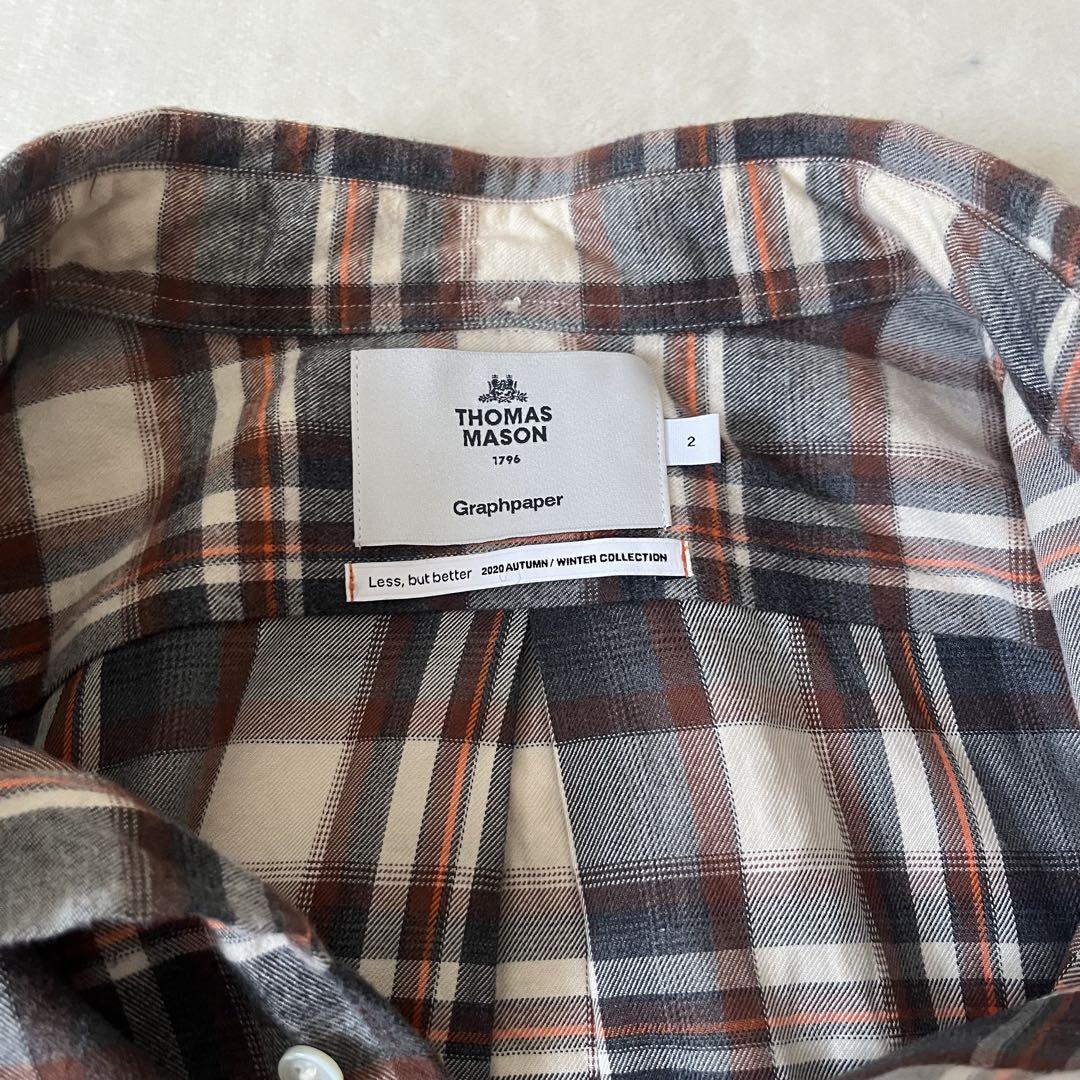 THOMAS
MASON
1796
Graphpaper
2
Less, but better 2020 AUTUMN / WINTER COLLECTION